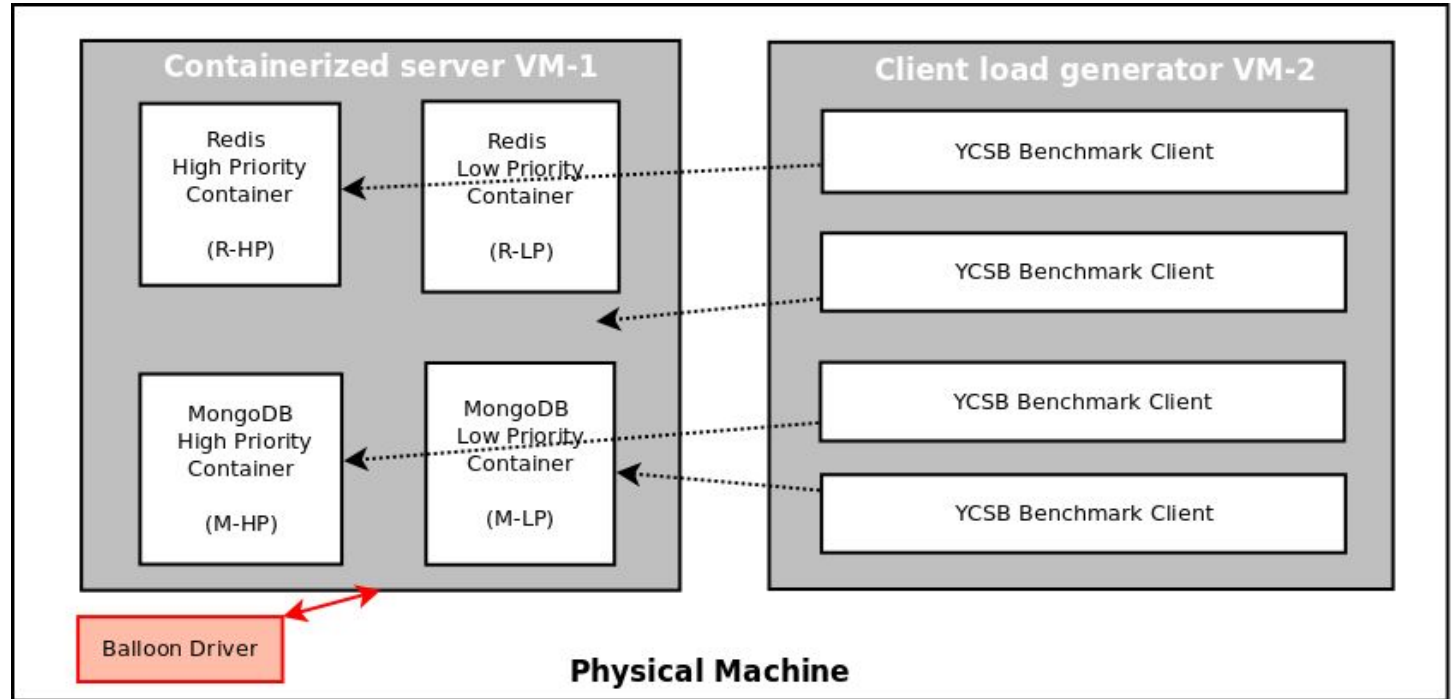 Containerized server VM-1
Redis
High Priority
Container
(R-HP)
Redis
Low Priority
Container
(R-LP)
MongoDB
High Priority
Container
(M-HP)
MongoDB
Low Priority
Container
(M-LP)
Client load generator VM-2
YCSB Benchmark Client
YCSB Benchmark Client
YCSB Benchmark Client
YCSB Benchmark Client
Balloon Driver
Physical Machine